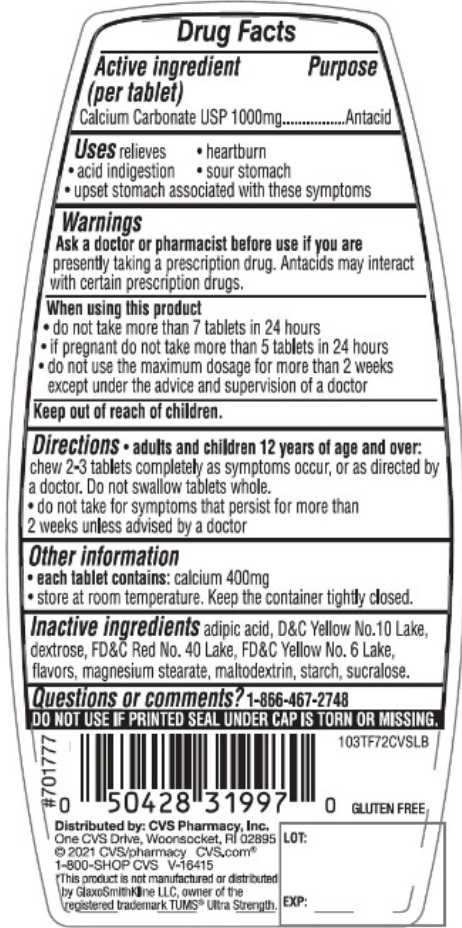 Drug Facts
Active ingredient Purpose
(per tablet)
Calcium Carbonate USP 1000mg................Antacid
Uses relieves • heartburn
• acid indigestion • sour stomach
• upset stomach associated with these symptoms
Warnings
Ask a doctor or pharmacist before use if you are
presently taking a prescription drug. Antacids may interact
with certain prescription drugs.
When using this product
• do not take more than 7 tablets in 24 hours
• if pregnant do not take more than 5 tablets in 24 hours
• do not use the maximum dosage for more than 2 weeks
except under the advice and supervision of a doctor
Keep out of reach of children.
Directions • adults and children 12 years of age and over:
chew 2-3 tablets completely as symptoms occur, or as directed by
a doctor. Do not swallow tablets whole.
• do not take for symptoms that persist for more than
2 weeks unless advised by a doctor
Other information
• each tablet contains: calcium 400mg
• store at room temperature. Keep the container tightly closed.
Inactive ingredients adipic acid, D&C Yellow No.10 Lake,
dextrose, FD&C Red No. 40 Lake, FD&C Yellow No. 6 Lake,
flavors, magnesium stearate, maltodextrin, starch, sucralose.
Questions or comments? 1-866-467-2748
DO NOT USE IF PRINTED SEAL UNDER CAP IS TORN OR MISSING.
#701777
103TF72CVSLB
0 50428 31997 0
GLUTEN FREE
Distributed by: CVS Pharmacy, Inc.
One CVS Drive, Woonsocket, RI 02895
© 2021 CVS/pharmacy CVS.com®
1-800-SHOP CVS V-16415
*This product is not manufactured or distributed
by GlaxoSmithKline LLC, owner of the
registered trademark TUMS® Ultra Strength.
LOT:
EXP: